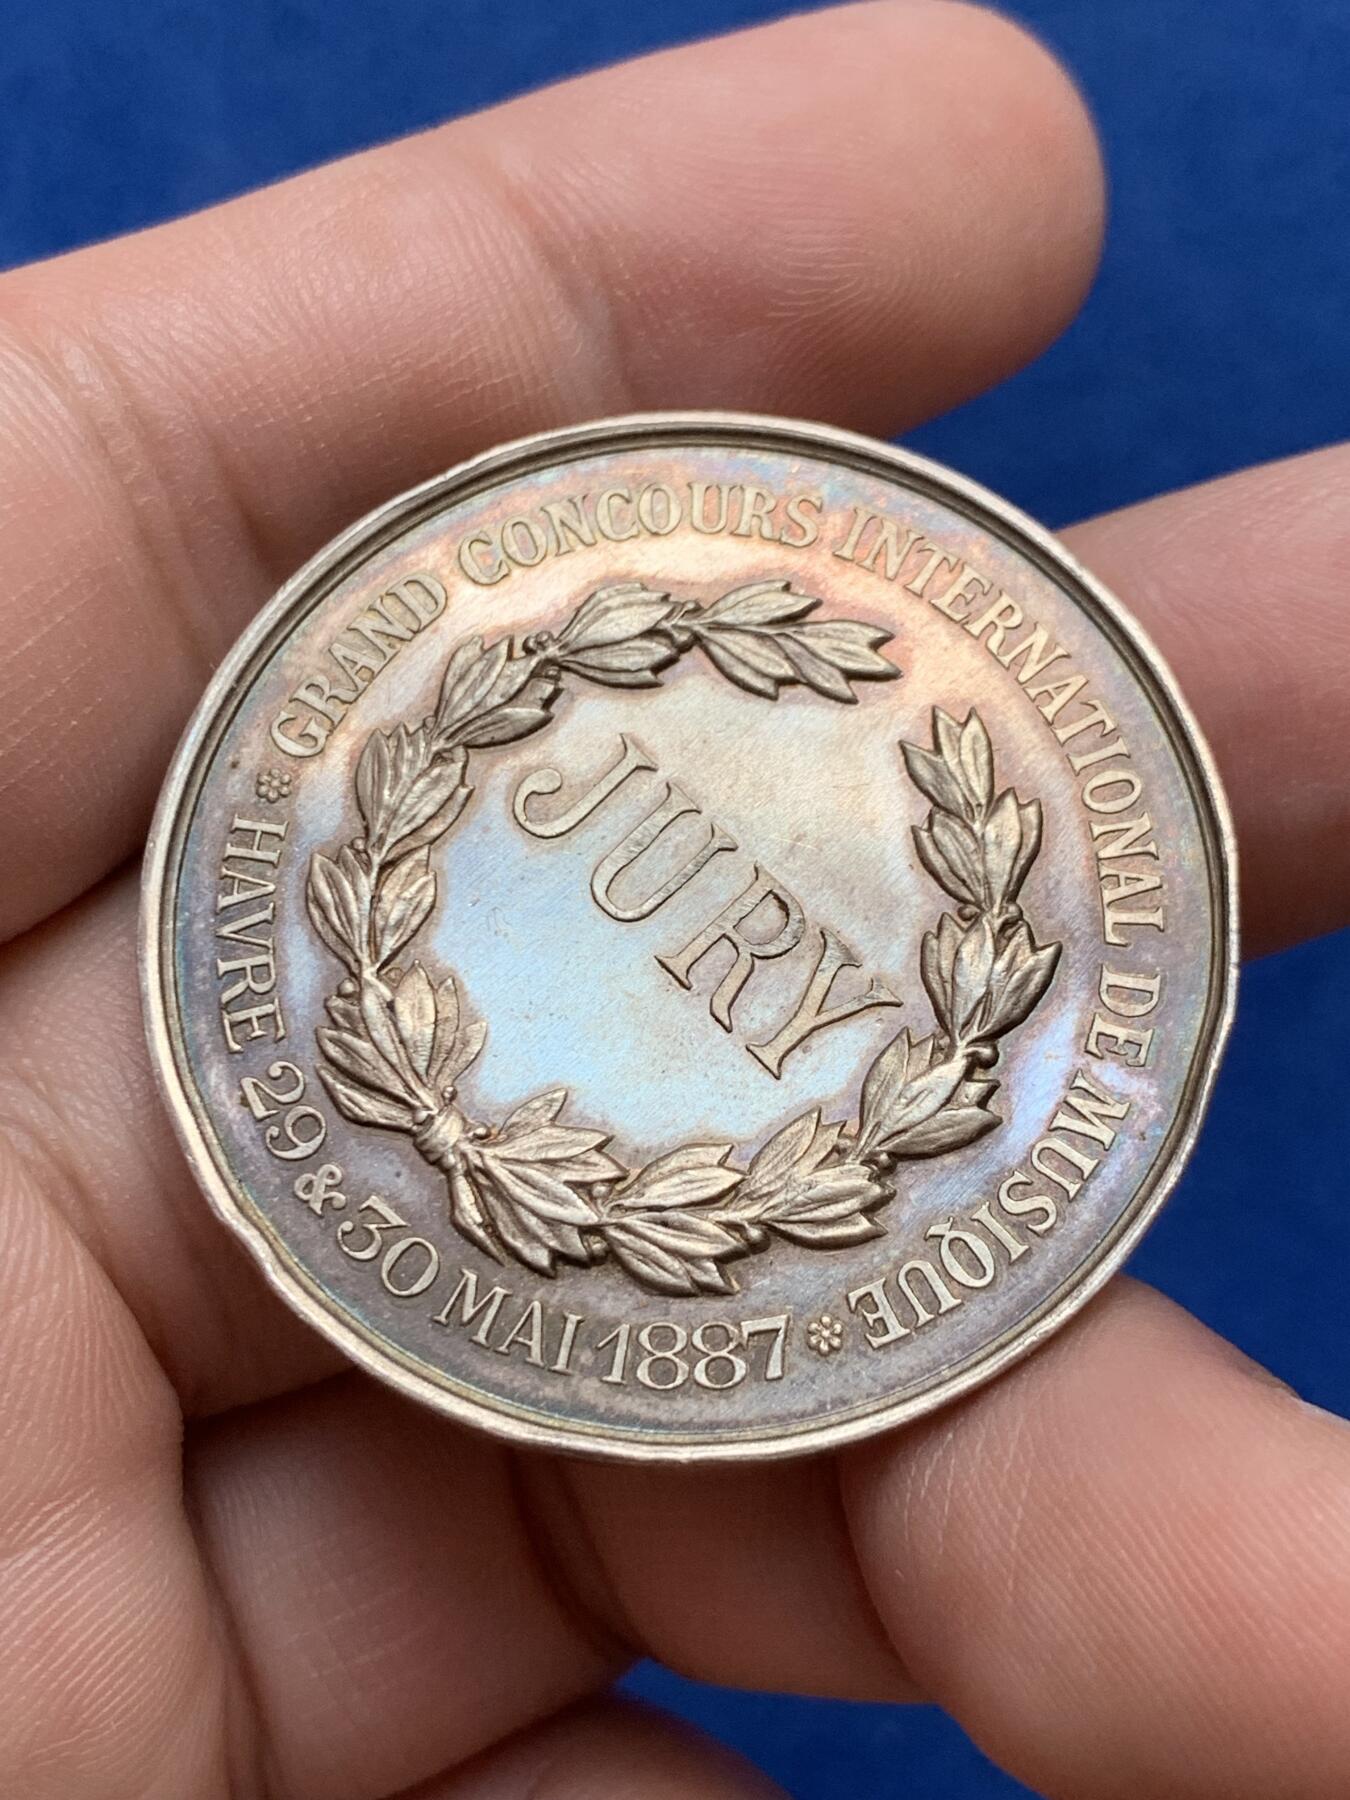 GRAND CONCOURS INTERNATIONAL DE MUSIQUE
HAVRE 29 & 30 MAI 1887
JURY